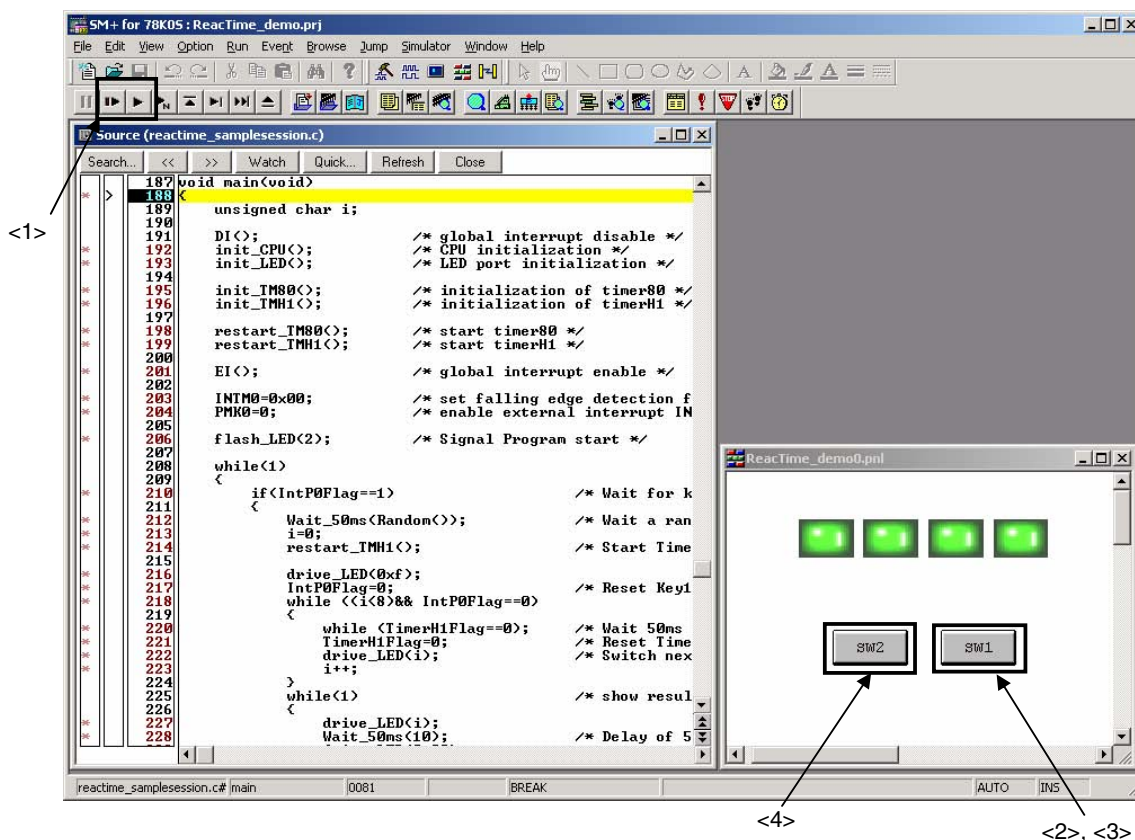 SM+ for 78K0S : ReacTime_demo.prj
File Edit View Option Run Event Browse Jump Simulator Window Help
<1>
Source (reactime_samplesession.c)
Search... << >> Watch Quick... Refresh Close
187 void main(void)
* > 188 {
189 unsigned char i;
190
191 DI(); /* global interrupt disable */
* 192 init_CPU(); /* CPU initialization */
* 193 init_LED(); /* LED port initialization */
194
* 195 init_TM80(); /* initialization of timer80 */
* 196 init_TMH1(); /* initialization of timerH1 */
197
* 198 restart_TM80(); /* start timer80 */
* 199 restart_TMH1(); /* start timerH1 */
200
* 201 EI(); /* global interrupt enable */
202
* 203 INTM0=0x00; /* set falling edge detection f
* 204 PMK0=0; /* enable external interrupt IN
205
* 206 flash_LED(2); /* Signal Program start */
207
208 while(1)
209 {
* 210 if(IntP0Flag==1) /* Wait for k
211 {
* 212 Wait_50ms(Random()); /* Wait a ran
* 213 i=0;
* 214 restart_TMH1(); /* Start Time
215
* 216 drive_LED(0xf);
* 217 IntP0Flag=0; /* Reset Key1
* 218 while ((i<8)&& IntP0Flag==0)
219 {
* 220 while (TimerH1Flag==0); /* Wait 50ms
* 221 TimerH1Flag=0; /* Reset Time
* 222 drive_LED(i); /* Switch nex
* 223 i++;
224 }
225 while(1) /* show resul
226 {
* 227 drive_LED(i);
* 228 Wait_50ms(10); /* Delay of 5
ReacTime_demo0.pnl
SW2 SW1
reactime_samplesession.c# main 0081 BREAK AUTO INS
<4>
<2>, <3>